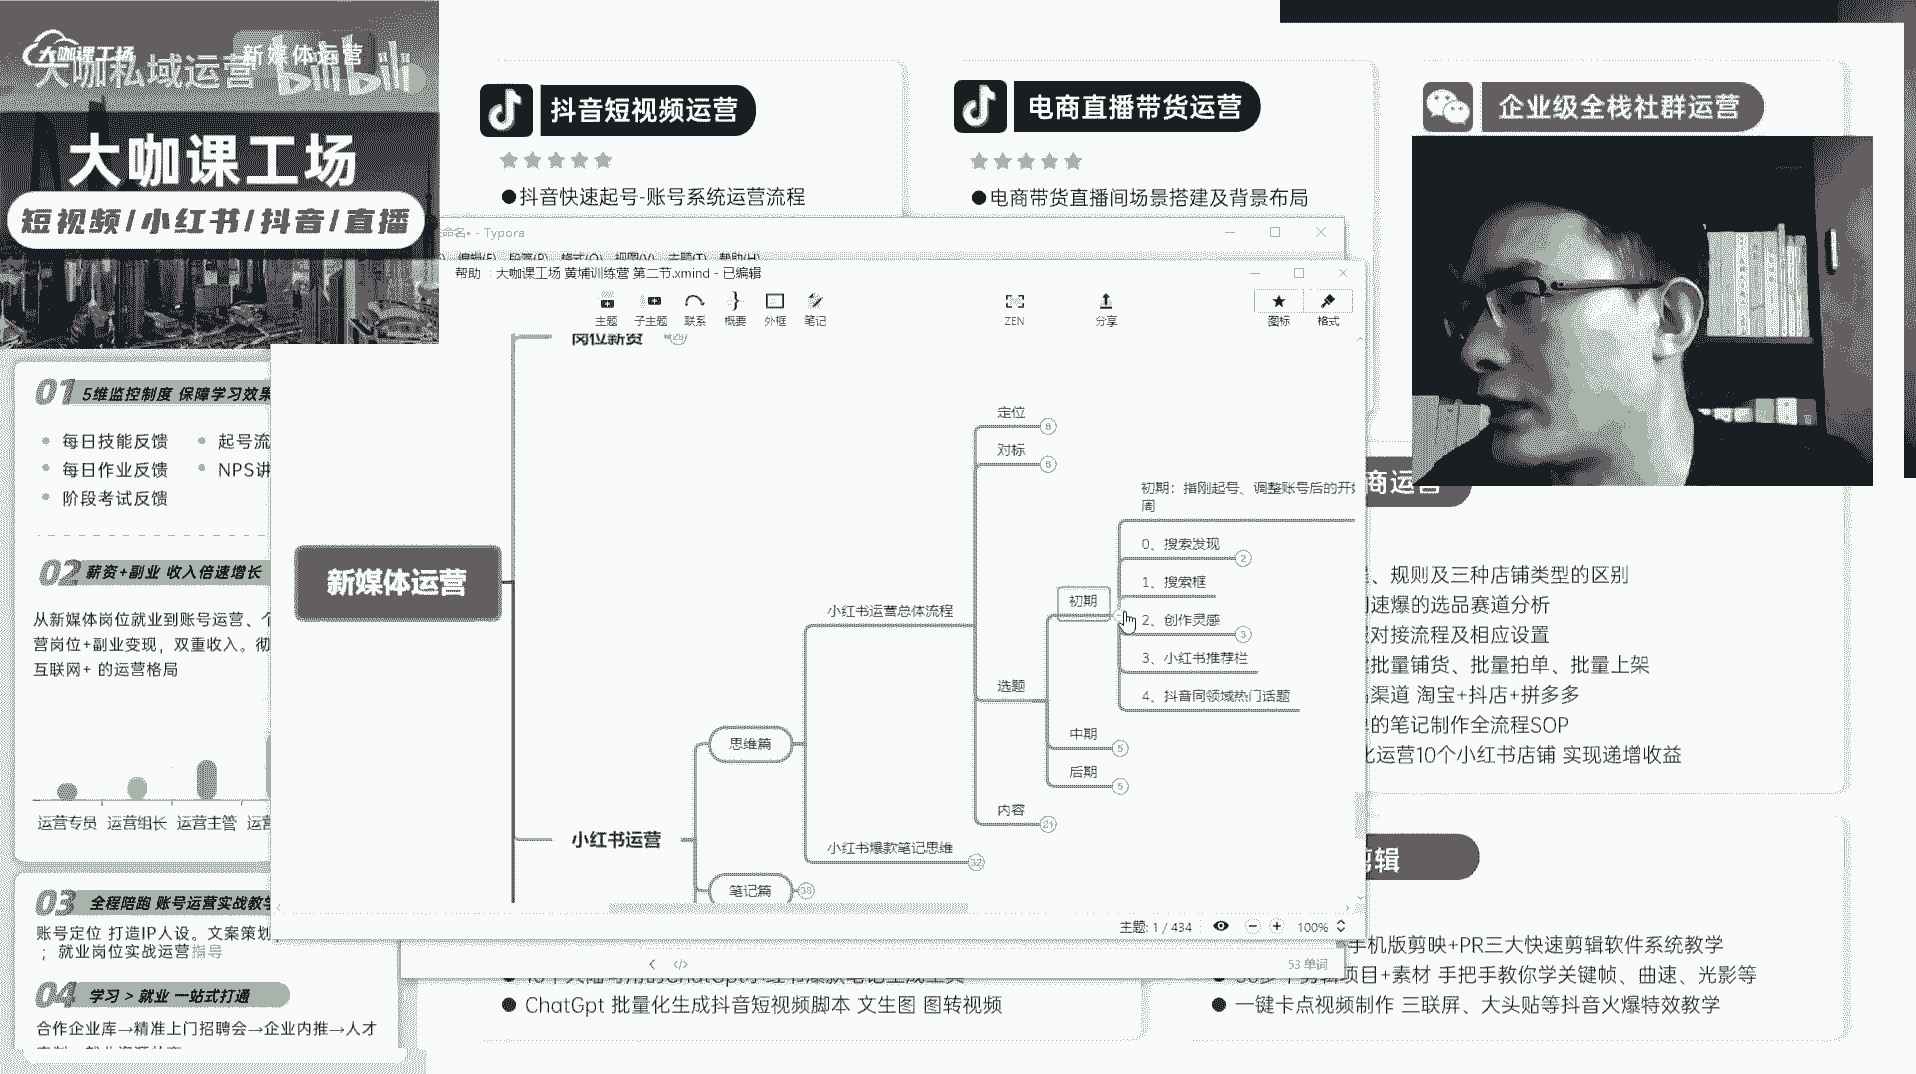 大咖课工场
新媒体运营
大咖私域运营
bilibili
大咖课工场
短视频/小红书/抖音/直播
抖音短视频运营
●抖音快速起号-账号系统运营流程
电商直播带货运营
●电商带货直播间场景搭建及背景布局
企业级全栈社群运营
01 5维监控制度 保障学习效果
每日技能反馈
起号流
每日作业反馈
NPS讲
阶段考试反馈
02 薪资+副业 收入倍速增长
从新媒体岗位就业到账号运营、个
营岗位+副业变现，双重收入。彻
互联网+ 的运营格局
运营专员 运营组长 运营主管 运营
03 全程陪跑 账号运营实战教学
账号定位 打造IP人设。文案策划
；就业岗位实战运营指导
04 学习 > 就业 一站式打通
合作企业库→精准上门招聘会→企业内推→人才
命名• - Typora
编辑(E) 段落(P) 格式(O) 视图(V) 主题(T) 帮助(H)
帮助
大咖课工场 黄埔训练营 第二节.xmind - 已编辑
主题 子主题 联系 概要 外框 笔记
ZEN
分享
图标 格式
岗位薪资 28
新媒体运营
定位 6
对标 6
初期：指刚起号、调整账号后的开始
周
0、搜索发现 2
1、搜索框
初期
2、创作灵感 3
3、小红书推荐栏
4、抖音同领域热门话题
小红书运营总体流程
选题
中期 5
后期 5
思维篇
内容 21
小红书运营
小红书爆款笔记思维 32
笔记篇 38
主题: 1 / 434
100%
53 单词
商运营
、规则及三种店铺类型的区别
速爆的选品赛道分析
对接流程及相应设置
批量铺货、批量拍单、批量上架
渠道 淘宝+抖店+拼多多
的笔记制作全流程SOP
化运营10个小红书店铺 实现递增收益
剪辑
手机版剪映+PR三大快速剪辑软件系统教学
项目+素材 手把手教你学关键帧、曲速、光影等
● 一键卡点视频制作 三联屏、大头贴等抖音火爆特效教学
● ChatGpt 批量化生成抖音短视频脚本 文生图 图转视频